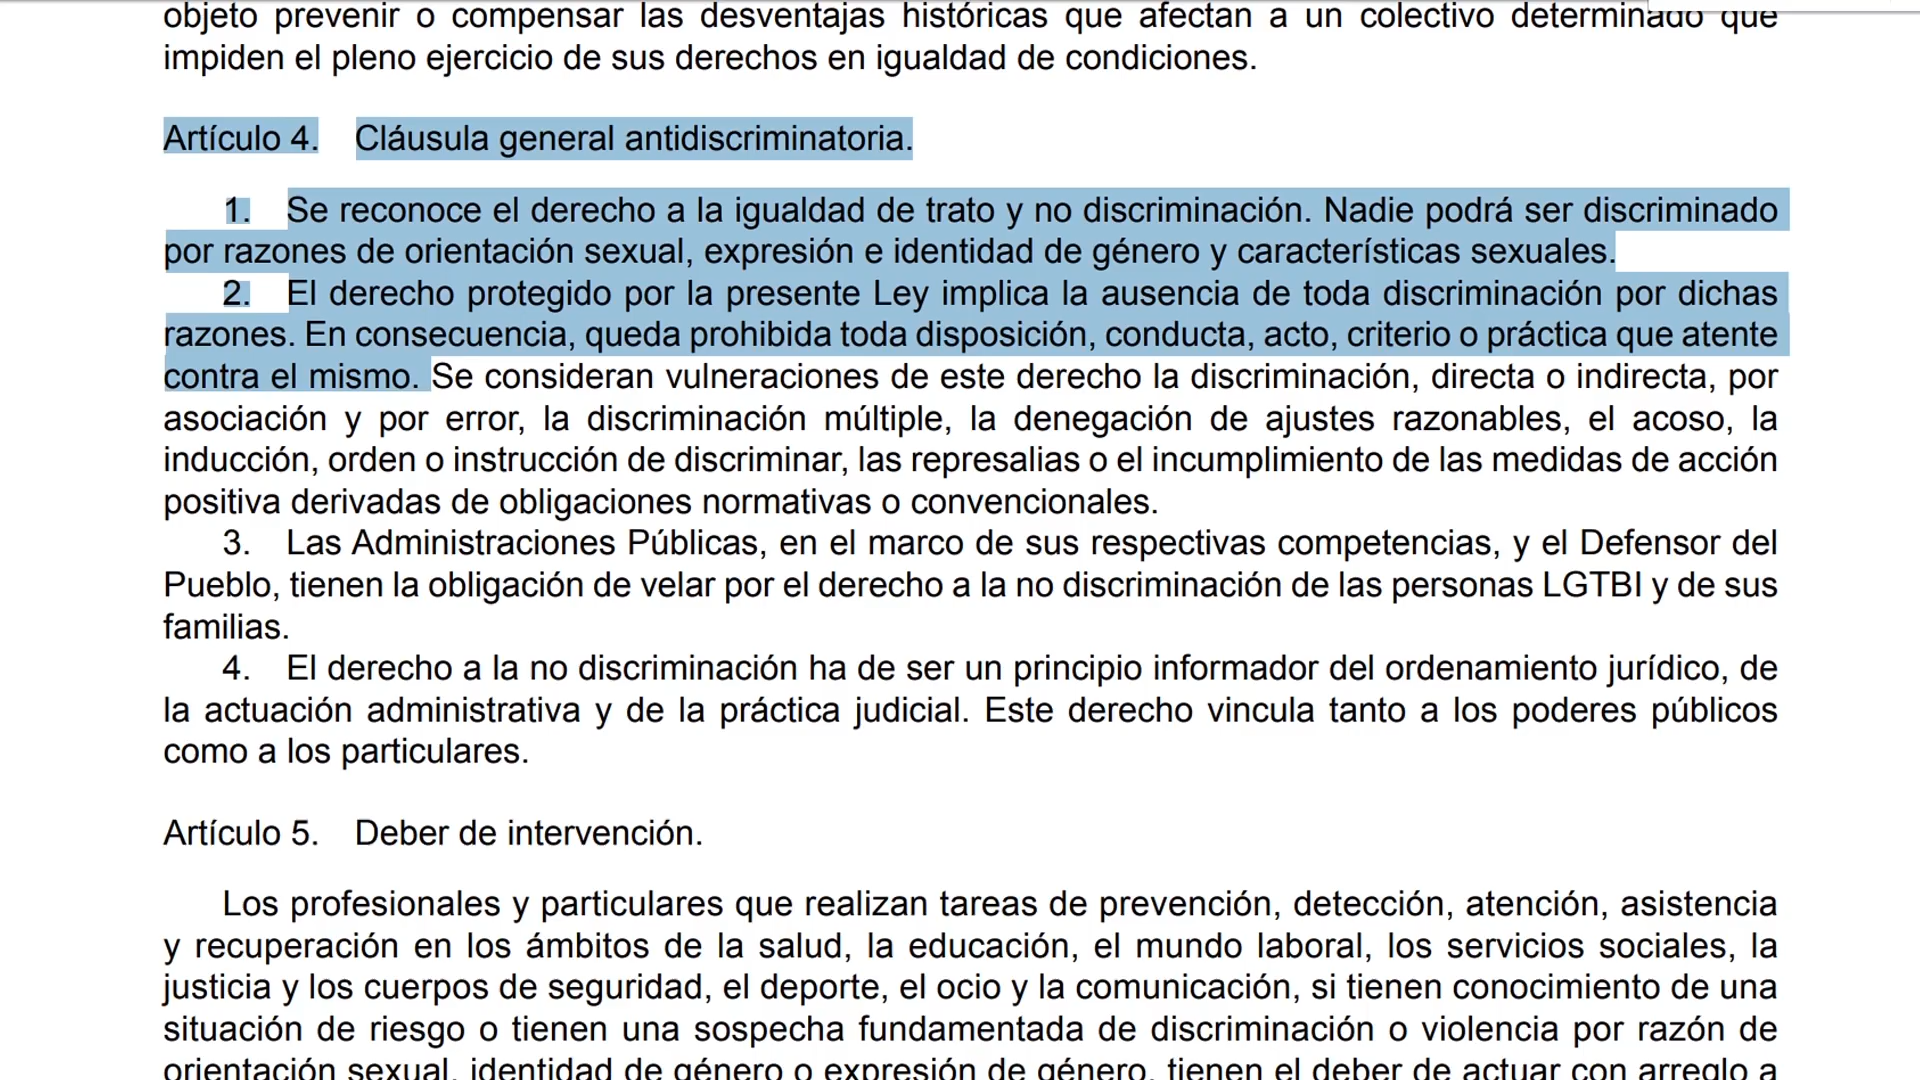 objeto prevenir o compensar las desventajas históricas que afectan a un colectivo determinado que
impiden el pleno ejercicio de sus derechos en igualdad de condiciones.
Artículo 4. Cláusula general antidiscriminatoria.
1. Se reconoce el derecho a la igualdad de trato y no discriminación. Nadie podrá ser discriminado
por razones de orientación sexual, expresión e identidad de género y características sexuales.
2. El derecho protegido por la presente Ley implica la ausencia de toda discriminación por dichas
razones. En consecuencia, queda prohibida toda disposición, conducta, acto, criterio o práctica que atente
contra el mismo. Se consideran vulneraciones de este derecho la discriminación, directa o indirecta, por
asociación y por error, la discriminación múltiple, la denegación de ajustes razonables, el acoso, la
inducción, orden o instrucción de discriminar, las represalias o el incumplimiento de las medidas de acción
positiva derivadas de obligaciones normativas o convencionales.
3. Las Administraciones Públicas, en el marco de sus respectivas competencias, y el Defensor del
Pueblo, tienen la obligación de velar por el derecho a la no discriminación de las personas LGTBI y de sus
familias.
4. El derecho a la no discriminación ha de ser un principio informador del ordenamiento jurídico, de
la actuación administrativa y de la práctica judicial. Este derecho vincula tanto a los poderes públicos
como a los particulares.
Artículo 5. Deber de intervención.
Los profesionales y particulares que realizan tareas de prevención, detección, atención, asistencia
y recuperación en los ámbitos de la salud, la educación, el mundo laboral, los servicios sociales, la
justicia y los cuerpos de seguridad, el deporte, el ocio y la comunicación, si tienen conocimiento de una
situación de riesgo o tienen una sospecha fundamentada de discriminación o violencia por razón de
orientación sexual, identidad de género o expresión de género, tienen el deber de actuar con arreglo a